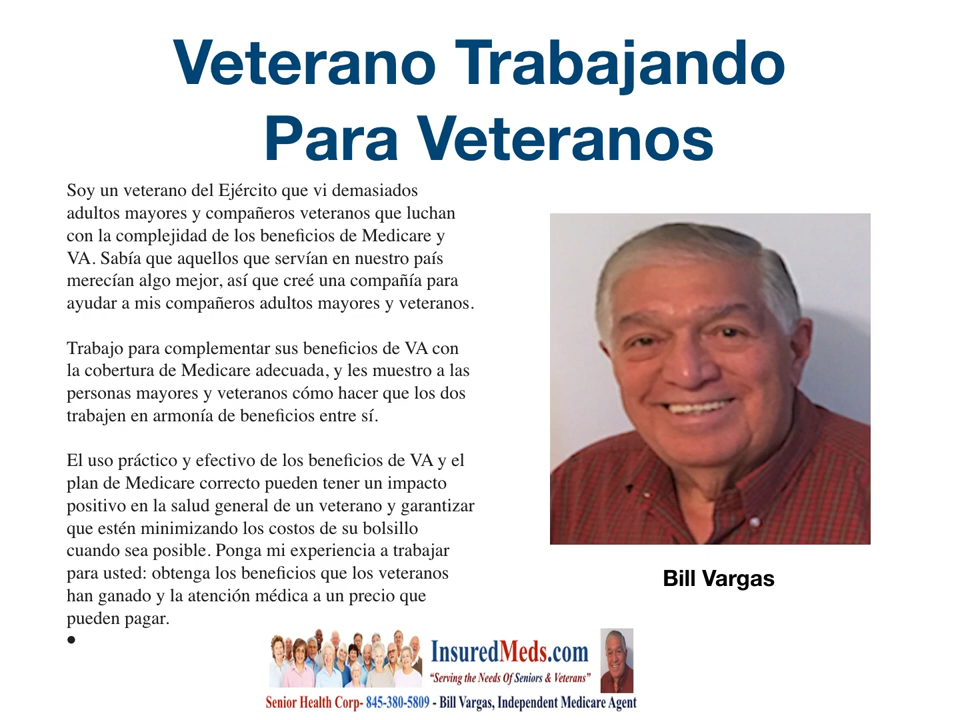 Veterano Trabajando
Para Veteranos
Soy un veterano del Ejército que vi demasiados
adultos mayores y compañeros veteranos que luchan
con la complejidad de los beneficios de Medicare y
VA. Sabía que aquellos que servían en nuestro país
merecían algo mejor, así que creé una compañía para
ayudar a mis compañeros adultos mayores y veteranos.
Trabajo para complementar sus beneficios de VA con
la cobertura de Medicare adecuada, y les muestro a las
personas mayores y veteranos cómo hacer que los dos
trabajen en armonía de beneficios entre sí.
El uso práctico y efectivo de los beneficios de VA y el
plan de Medicare correcto pueden tener un impacto
positivo en la salud general de un veterano y garantizar
que estén minimizando los costos de su bolsillo
cuando sea posible. Ponga mi experiencia a trabajar
para usted: obtenga los beneficios que los veteranos
han ganado y la atención médica a un precio que
pueden pagar.
•
Bill Vargas
InsuredMeds.com
“Serving the Needs Of Seniors & Veterans”
Senior Health Corp- 845-380-5809 - Bill Vargas, Independent Medicare Agent